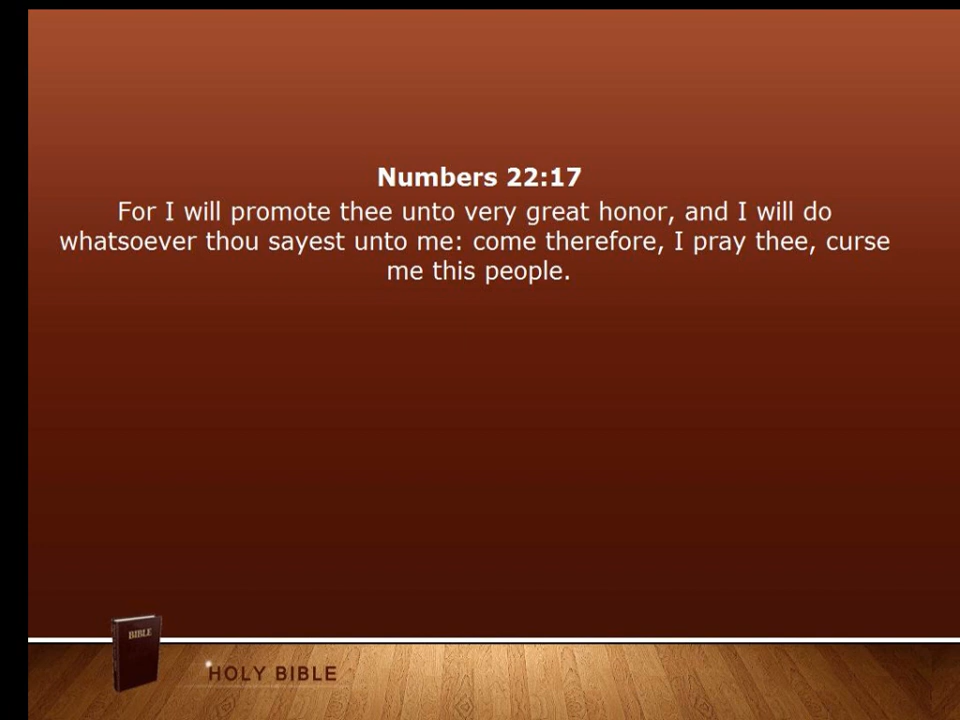 Numbers 22:17
For I will promote thee unto very great honor, and I will do
whatsoever thou sayest unto me: come therefore, I pray thee, curse
me this people.
BIBLE
HOLY BIBLE